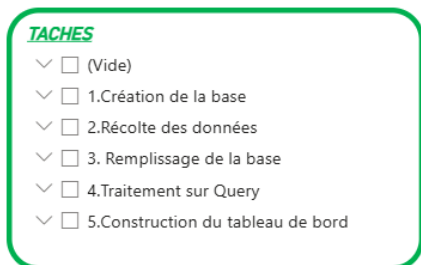 TACHES
(Vide)
1.Création de la base
2.Récolte des données
3. Remplissage de la base
4.Traitement sur Query
5.Construction du tableau de bord